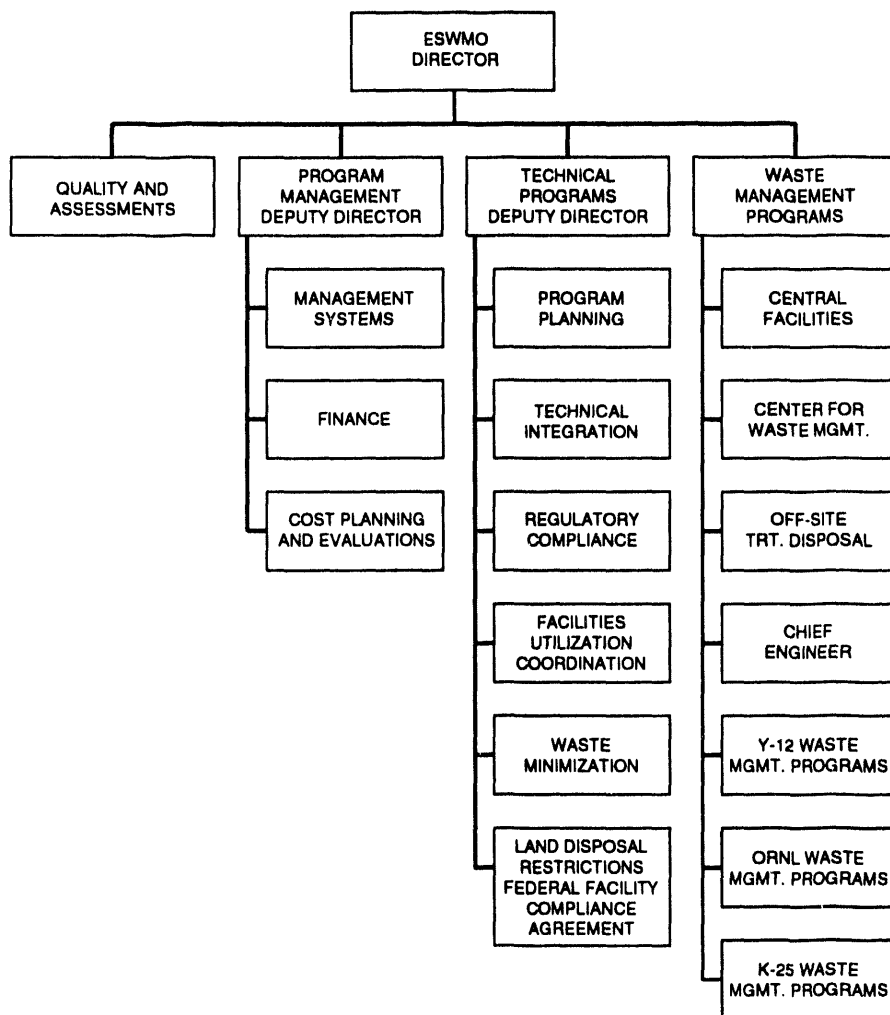 ESWMO
DIRECTOR
QUALITY AND
ASSESSMENTS
PROGRAM
MANAGEMENT
DEPUTY DIRECTOR
MANAGEMENT
SYSTEMS
FINANCE
COST PLANNING
AND EVALUATIONS
TECHNICAL
PROGRAMS
DEPUTY DIRECTOR
PROGRAM
PLANNING
TECHNICAL
INTEGRATION
REGULATORY
COMPLIANCE
FACILITIES
UTILIZATION
COORDINATION
WASTE
MINIMIZATION
LAND DISPOSAL
RESTRICTIONS
FEDERAL FACILITY
COMPLIANCE
AGREEMENT
WASTE
MANAGEMENT
PROGRAMS
CENTRAL
FACILITIES
CENTER FOR
WASTE MGMT.
OFF-SITE
TRT. DISPOSAL
CHIEF
ENGINEER
Y-12 WASTE
MGMT. PROGRAMS
ORNL WASTE
MGMT. PROGRAMS
K-25 WASTE
MGMT. PROGRAMS